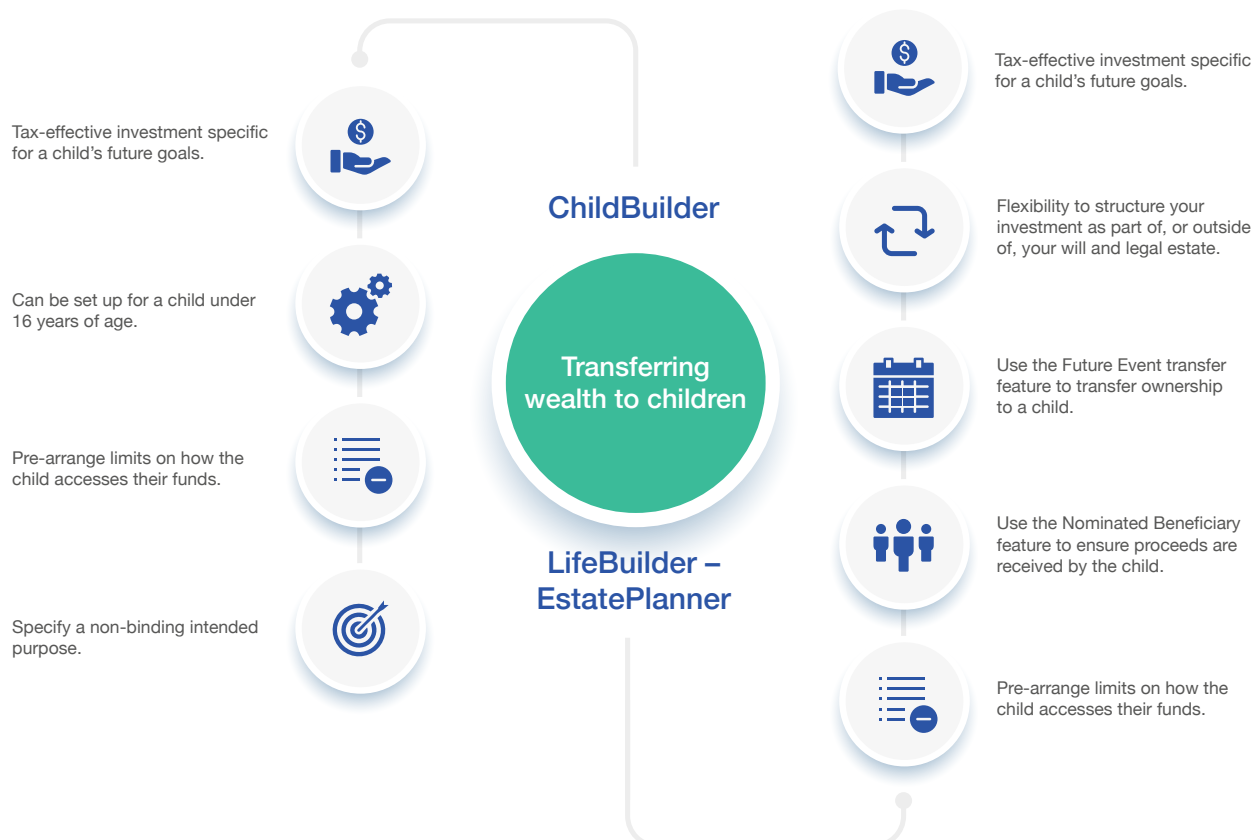 Tax-effective investment specific
for a child's future goals.
Can be set up for a child under
16 years of age.
Pre-arrange limits on how the
child accesses their funds.
Specify a non-binding intended
purpose.
ChildBuilder
Transferring
wealth to children
LifeBuilder –
EstatePlanner
Tax-effective investment specific
for a child's future goals.
Flexibility to structure your
investment as part of, or outside
of, your will and legal estate.
Use the Future Event transfer
feature to transfer ownership
to a child.
Use the Nominated Beneficiary
feature to ensure proceeds are
received by the child.
Pre-arrange limits on how the
child accesses their funds.